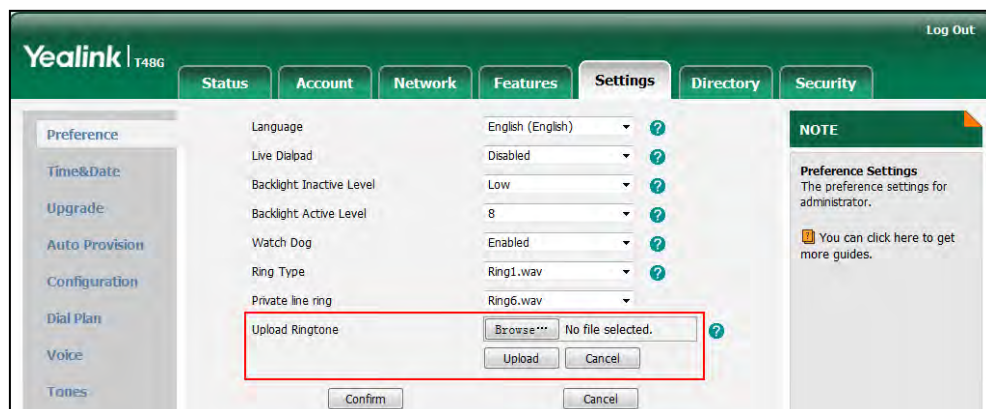 Log Out
Yealink T48G
Status Account Network Features Settings Directory Security
Preference
Time&Date
Upgrade
Auto Provision
Configuration
Dial Plan
Voice
Tones
Language English (English) ?
Live Dialpad Disabled ?
Backlight Inactive Level Low ?
Backlight Active Level 8 ?
Watch Dog Enabled ?
Ring Type Ring1.wav ?
Private line ring Ring6.wav
Upload Ringtone Browse··· No file selected. ?
Upload Cancel
Confirm Cancel
NOTE
Preference Settings
The preference settings for
administrator.
? You can click here to get
more guides.